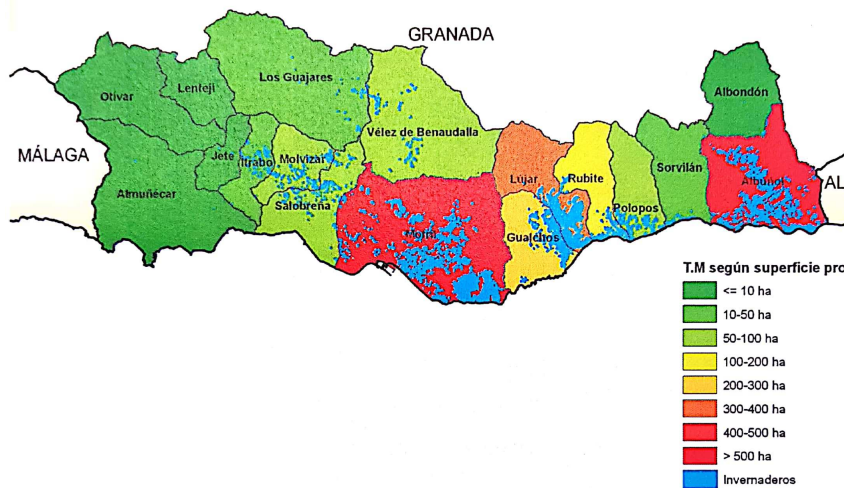 GRANADA
Los Guajares
Lentejí
Albondón
Otívar
Vélez de Benaudalla
MÁLAGA
Jete
Itrabo
Molvízar
Lújar
Rubite
Sorvilán
Albuñol
AL
Almuñécar
Salobreña
Motril
Gualchos
Polopos
T.M según superficie pro
<= 10 ha
10-50 ha
50-100 ha
100-200 ha
200-300 ha
300-400 ha
400-500 ha
> 500 ha
Invernaderos